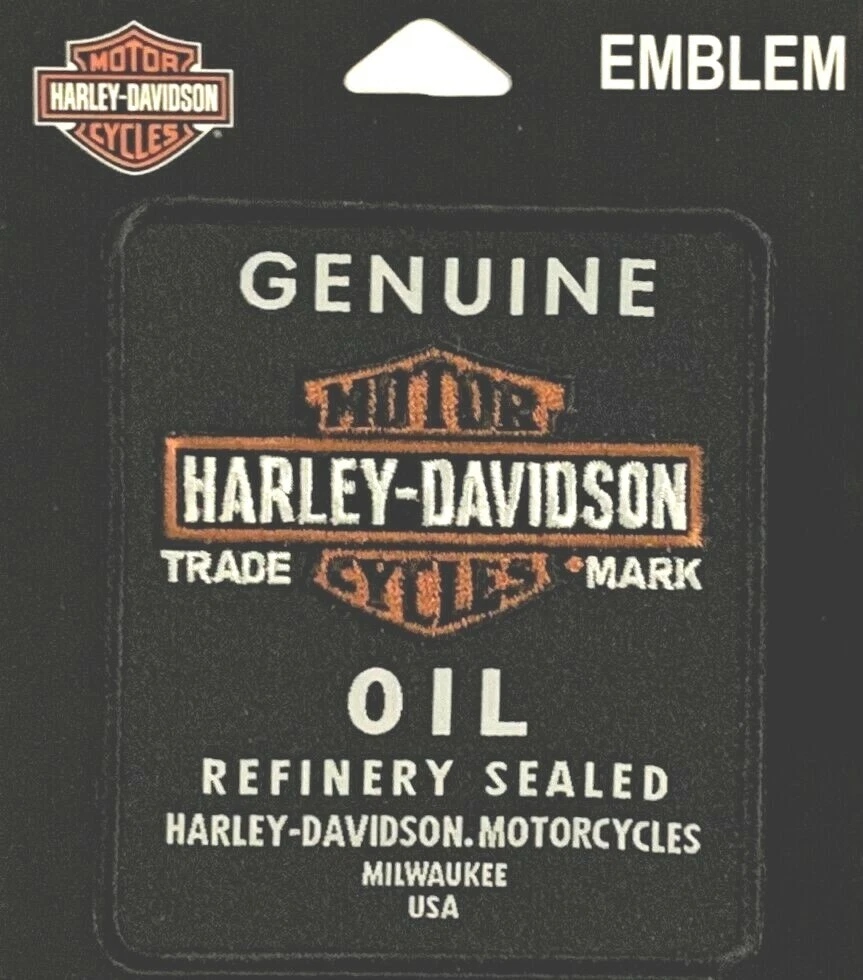 MOTOR
HARLEY-DAVIDSON
CYCLES
EMBLEM
GENUINE
MOTOR
HARLEY-DAVIDSON
TRADE MARK
CYCLES
OIL
REFINERY SEALED
HARLEY-DAVIDSON.MOTORCYCLES
MILWAUKEE
USA